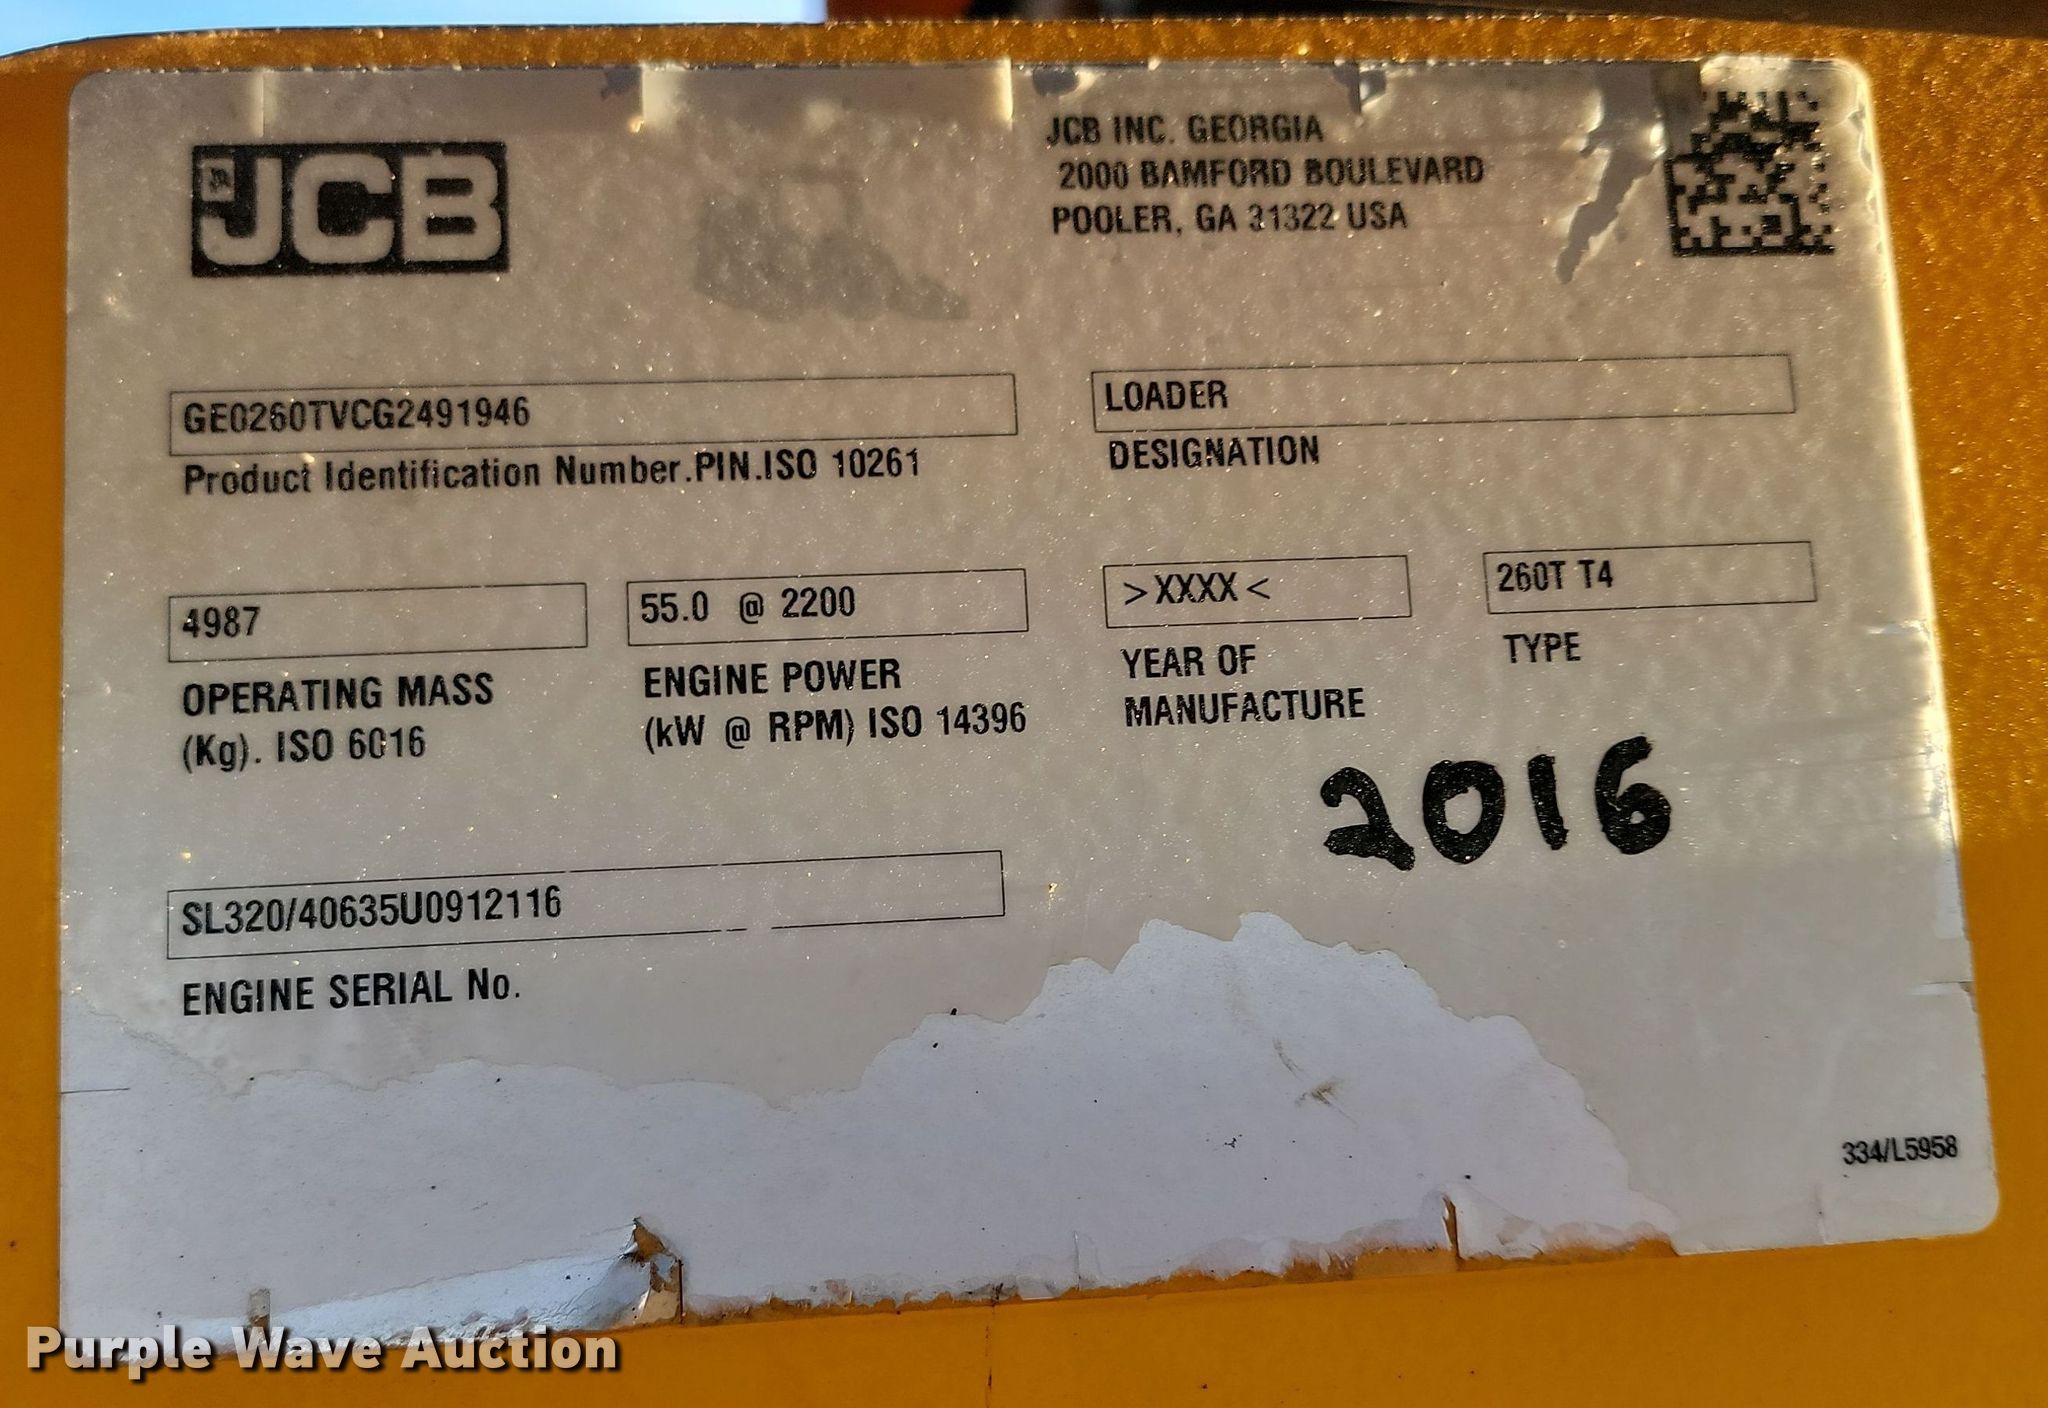 JCB
JCB INC. GEORGIA
2000 BAMFORD BOULEVARD
POOLER, GA 31322 USA
GE0260TVCG2491946
Product Identification Number.PIN.ISO 10261
LOADER
DESIGNATION
4987
OPERATING MASS
(Kg). ISO 6016
55.0 @ 2200
ENGINE POWER
(kW @ RPM) ISO 14396
>XXXX<
YEAR OF
MANUFACTURE
260T T4
TYPE
2016
SL320/40635U0912116
ENGINE SERIAL No.
334/L5958
Purple Wave Auction